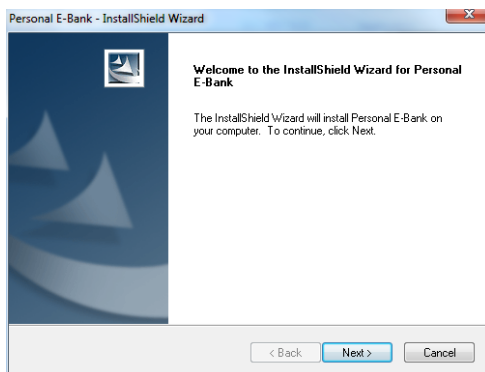 Personal E-Bank - InstallShield Wizard
Welcome to the InstallShield Wizard for Personal
E-Bank
The InstallShield Wizard will install Personal E-Bank on
your computer. To continue, click Next.
< Back
Next >
Cancel